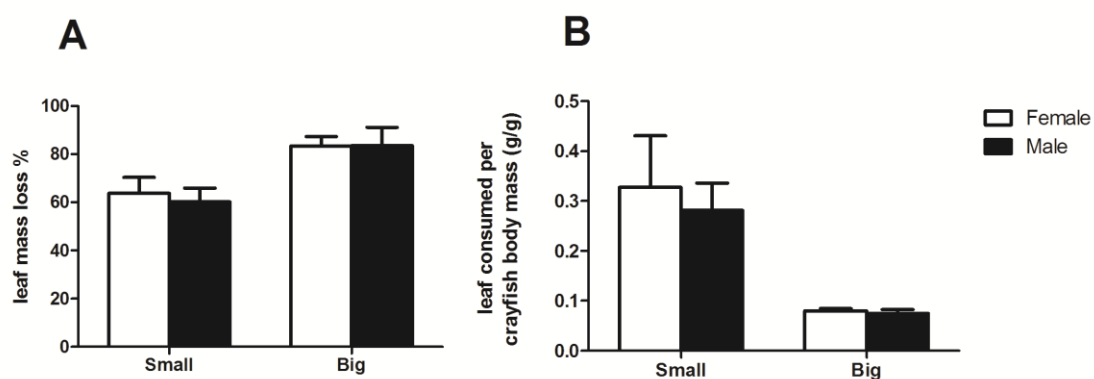 A
leaf mass loss %
100
80
60
40
20
0
Small Big
B
leaf consumed per
crayfish body mass (g/g)
0.5
0.4
0.3
0.2
0.1
0.0
Small Big
Female
Male